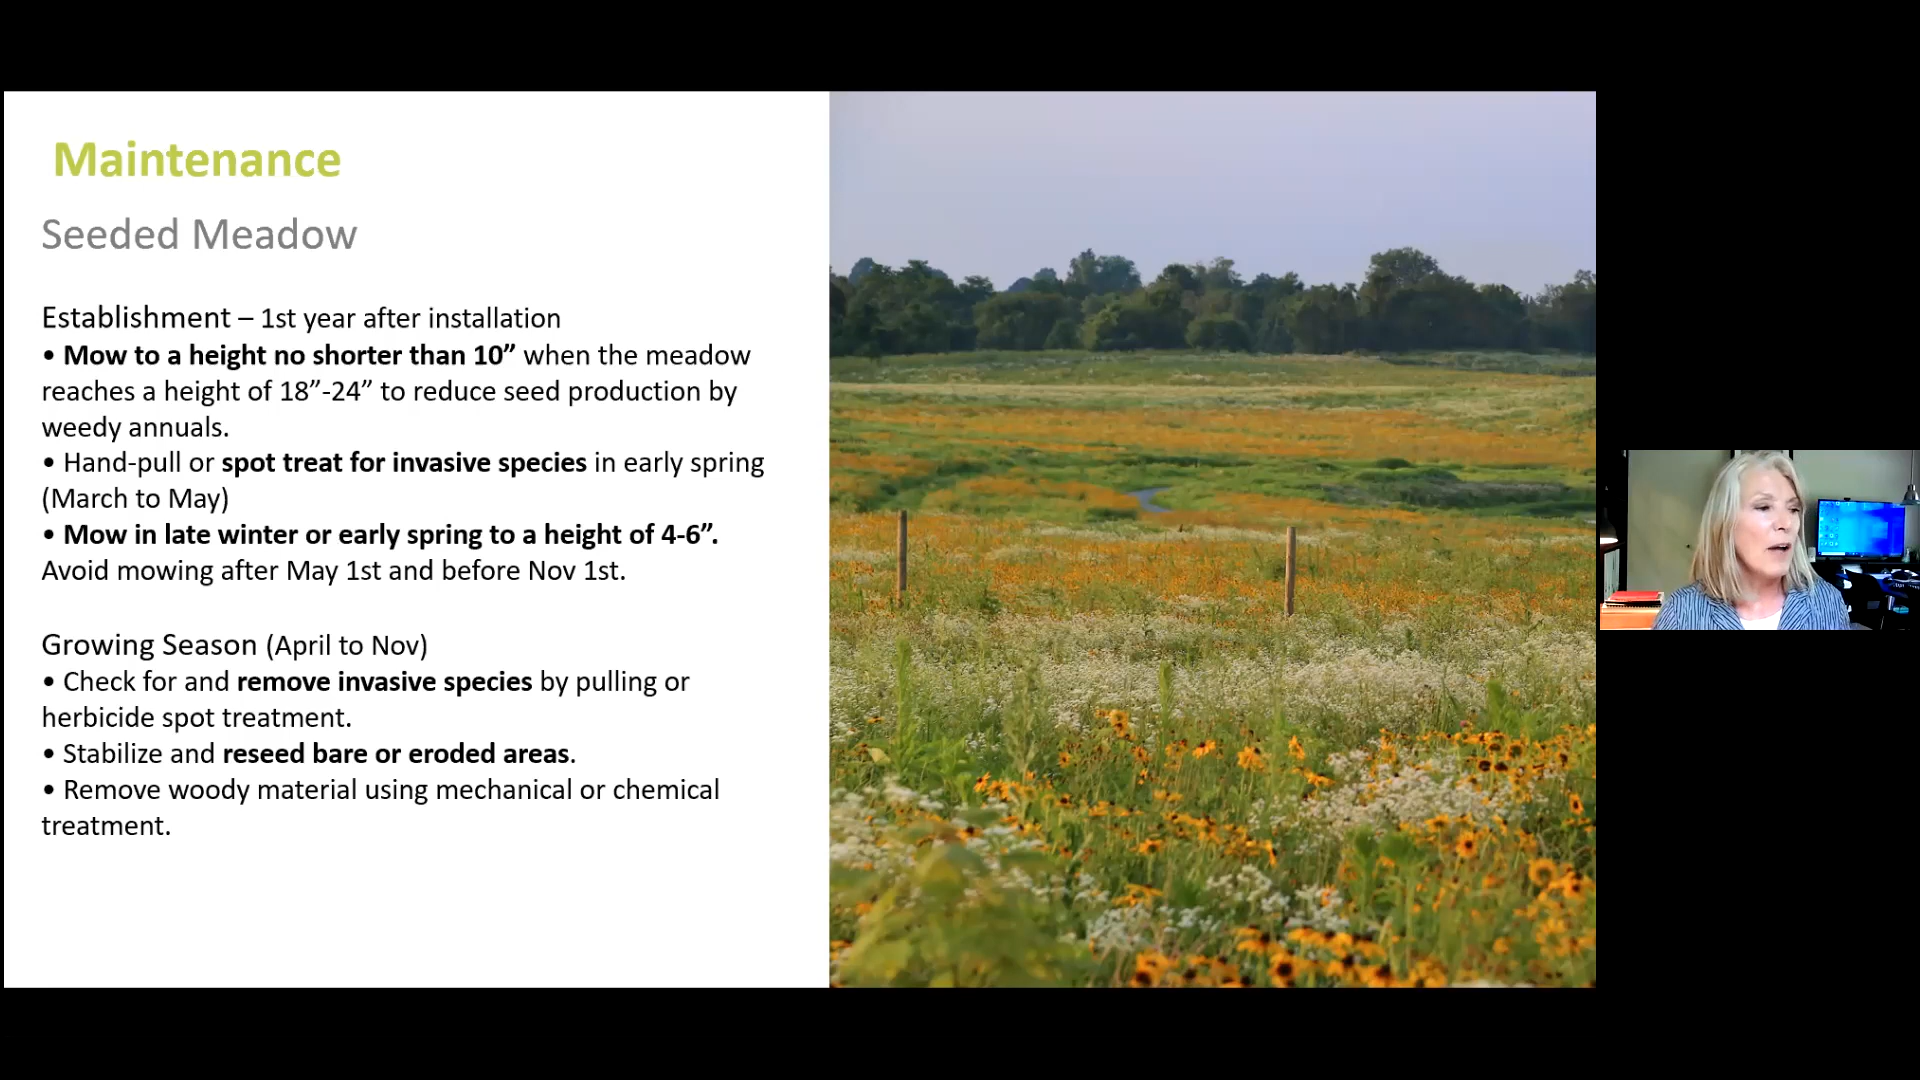 Maintenance
Seeded Meadow
Establishment – 1st year after installation
• Mow to a height no shorter than 10” when the meadow
reaches a height of 18”-24” to reduce seed production by
weedy annuals.
• Hand-pull or spot treat for invasive species in early spring
(March to May)
• Mow in late winter or early spring to a height of 4-6”.
Avoid mowing after May 1st and before Nov 1st.
Growing Season (April to Nov)
• Check for and remove invasive species by pulling or
herbicide spot treatment.
• Stabilize and reseed bare or eroded areas.
• Remove woody material using mechanical or chemical
treatment.